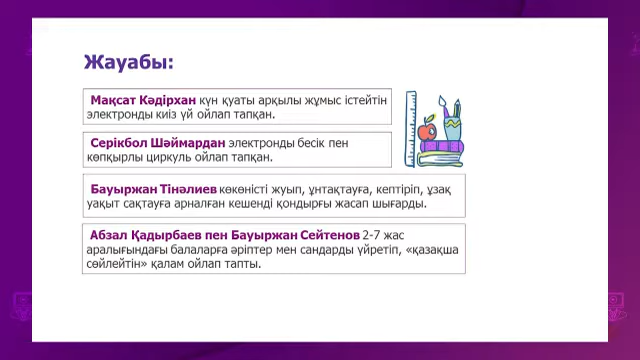 Жауабы:
Мақсат Кәдірхан күн қуаты арқылы жұмыс істейтін
электронды киіз үй ойлап тапқан.
Серікбол Шәймардан электронды бесік пен
көпқырлы циркуль ойлап тапқан.
Бауыржан Тінәлиев көкөністі жуып, ұнтақтауға, кептіріп, ұзақ
уақыт сақтауға арналған кешенді қондырғы жасап шығарды.
Абзал Қадырбаев пен Бауыржан Сейтенов 2-7 жас
аралығындағы балаларға әріптер мен сандарды үйретіп, «қазақша
сөйлейтін» қалам ойлап тапты.